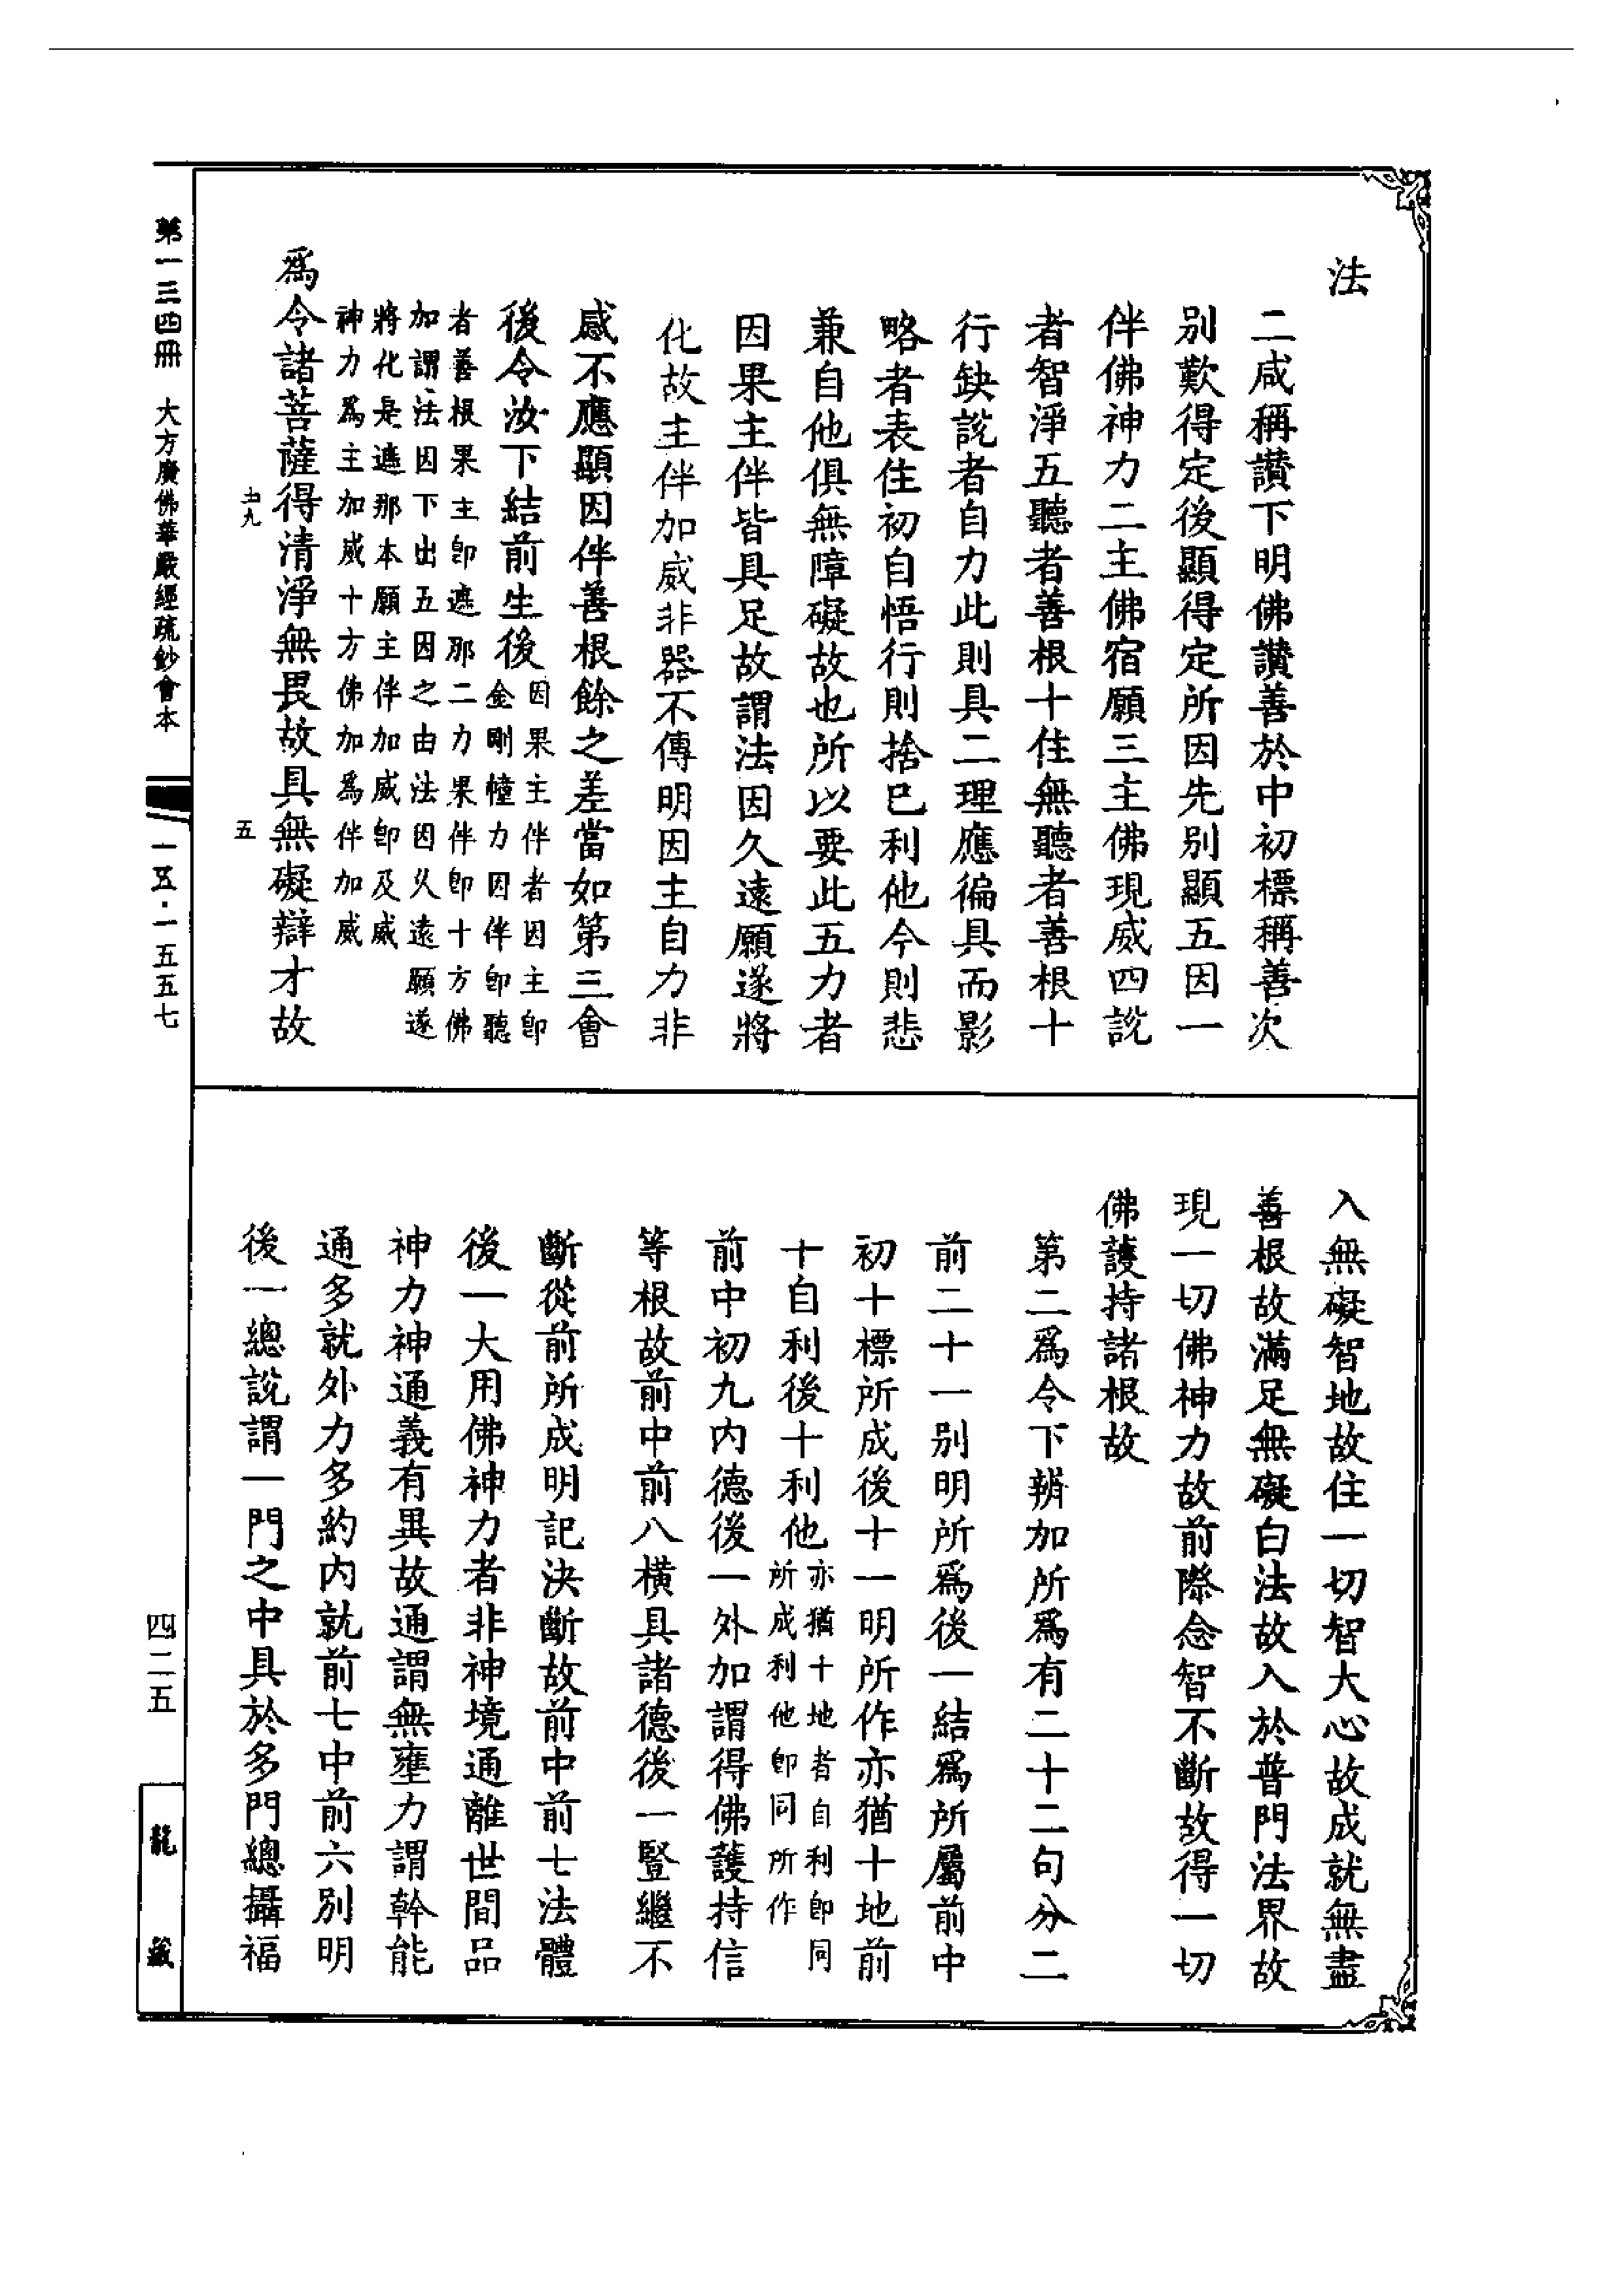 法
二咸稱讃下明佛讃善於中初標稱善次
别歎得定後顯得定所因先别顯五因一
伴佛神力二主佛宿願三主佛現威四說
者智淨五聽者善根十住無聽者善根十
行缺說者自力此則具二理應徧具而影
略者表住初自悟行則捨已利他今則悲
兼自他俱無障礙故也所以要此五力者
因果主伴皆具足故謂法因久遠願遂將
化故主伴加威非器不傳明因主自力非
感不應顯因伴善根餘之差當如第三會
後令汝下結前生後
因果主伴者因主卽
金剛幢力因伴卽聽
者善根果主卽遮那二力果伴卽十方佛
加謂法因下出五因之由法因久遠願遂
將化是遮那本願主伴加威卽及威
神力爲主加威十方佛加爲伴加威
爲令諸菩薩得清淨無畏故具無礙辯才故
入無礙智地故住一切智大心故成就無盡
善根故滿足無礙白法故入於普門法界故
現一切佛神力故前際念智不斷故得一切
佛護持諸根故
第二爲令下辨加所爲有二十二句分二
前二十一别明所爲後一結爲所屬前中
初十標所成後十一明所作亦猶十地前
十自利後十利他
亦猶十地者自利卽同
所成利他卽同所作
前中初九内德後一外加謂得佛護持信
等根故前中前八橫具諸德後一豎繼不
斷從前所成明記決斷故前中前七法體
後一大用佛神力者非神境通離世間品
神力神通義有異故通謂無壅力謂幹能
通多就外力多約内就前七中前六别明
後一總說謂一門之中具於多門總攝福
第一三四冊 大方廣佛華嚴經疏鈔會本
一五·一五五七
四二五
龍藏
五